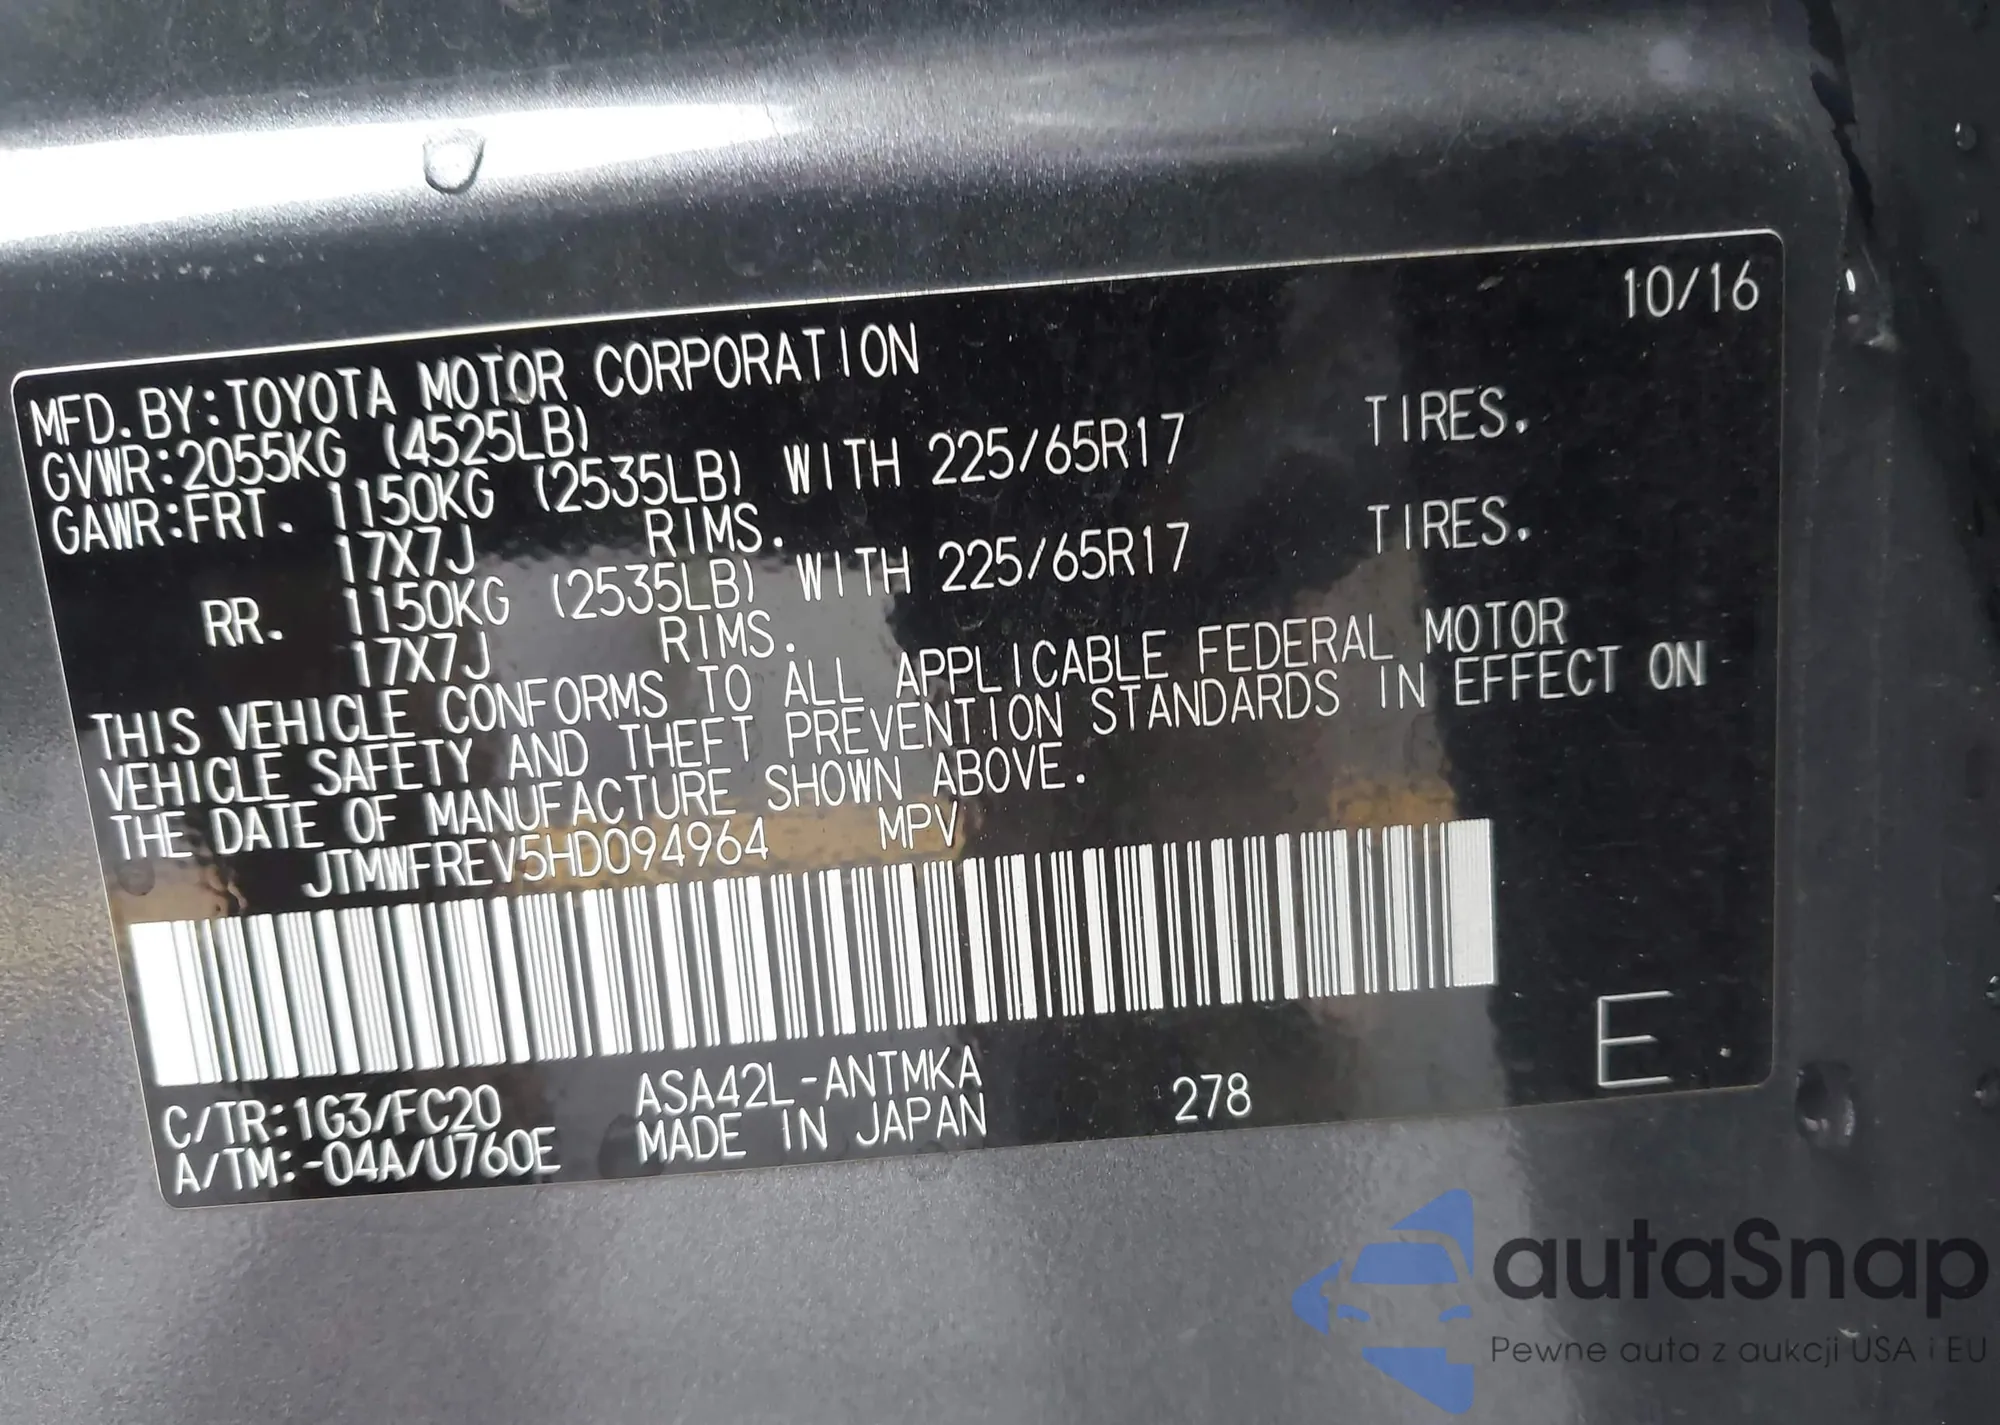 10/16
MFD. BY:TOYOTA MOTOR CORPORATION
GVWR:2055KG (4525LB)
GAWR:FRT. 1150KG (2535LB) WITH 225/65R17 TIRES.
17X7J RIMS.
RR. 1150KG (2535LB) WITH 225/65R17 TIRES.
17X7J RIMS.
THIS VEHICLE CONFORMS TO ALL APPLICABLE FEDERAL MOTOR
VEHICLE SAFETY AND THEFT PREVENTION STANDARDS IN EFFECT ON
THE DATE OF MANUFACTURE SHOWN ABOVE.
JTMWFREV5HD094964 MPV
C/TR:1G3/FC20 ASA42L-ANTMKA
A/TM:-04A/U760E MADE IN JAPAN 278 E
autaSnap
Pewne auta z aukcji USA i EU